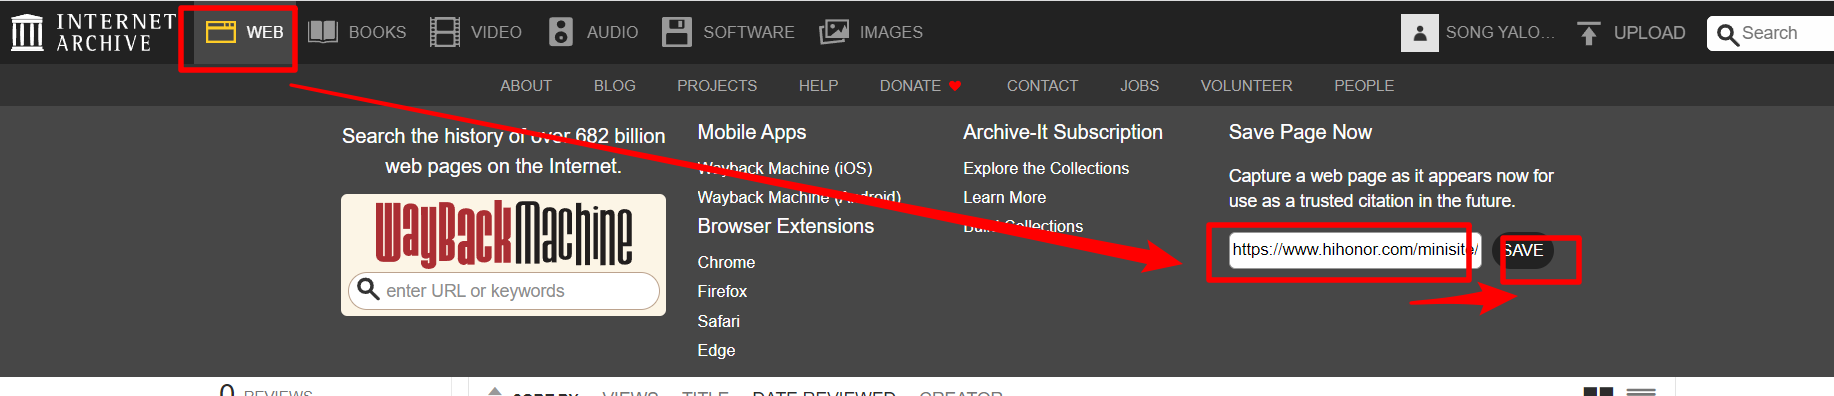 INTERNET ARCHIVE
WEB
BOOKS
VIDEO
AUDIO
SOFTWARE
IMAGES
SONG YALO...
UPLOAD
Search
ABOUT
BLOG
PROJECTS
HELP
DONATE
CONTACT
JOBS
VOLUNTEER
PEOPLE
Search the history of over 682 billion
web pages on the Internet.
WayBackMachine
enter URL or keywords
Mobile Apps
Wayback Machine (iOS)
Wayback Machine (Android)
Browser Extensions
Chrome
Firefox
Safari
Edge
Archive-It Subscription
Explore the Collections
Learn More
Build Collections
Save Page Now
Capture a web page as it appears now for
use as a trusted citation in the future.
https://www.hihonor.com/minisite/
SAVE
0 REVIEWS
SORT BY
VIEWS
TITLE
DATE REVIEWED
CREATOR